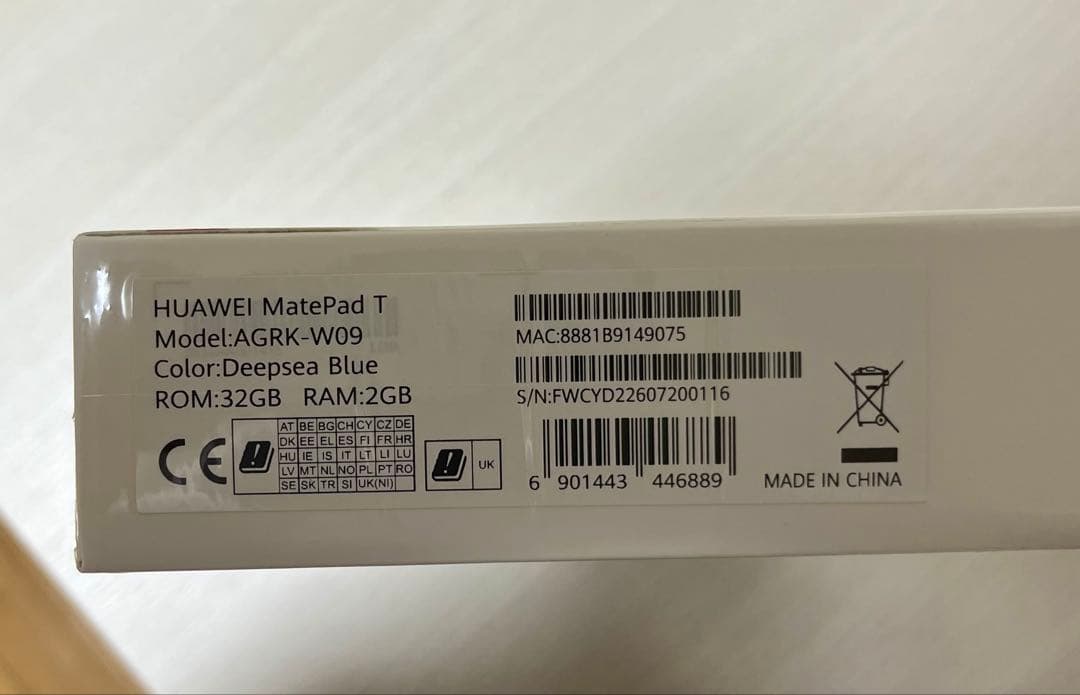 HUAWEI MatePad T
Model:AGRK-W09
Color:Deepsea Blue
ROM:32GB RAM:2GB
CE
AT BE BG CH CY CZ DE
DK EE EL ES FI FR HR
HU IE IS IT LT LI LU
LV MT NL NO PL PT RO
SE SK TR SI UK(NI)
UK
MAC:8881B9149075
S/N:FWCYD22607200116
6 901443 446889
MADE IN CHINA